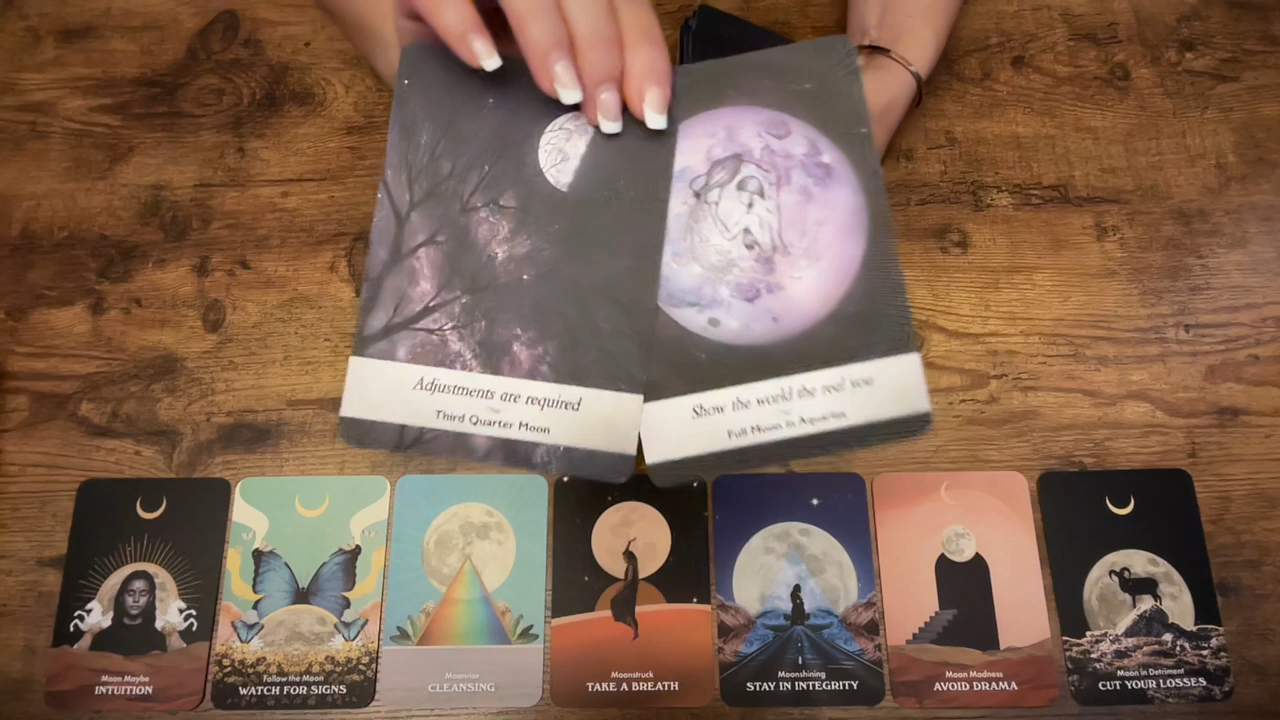 Adjustments are required
Third Quarter Moon
Show the world the real you
Full Moon in Aquarius
Moon Maybe
INTUITION
Follow the Moon
WATCH FOR SIGNS
Moonrise
CLEANSING
Moonstruck
TAKE A BREATH
Moonshining
STAY IN INTEGRITY
Moon Madness
AVOID DRAMA
Moon in Detriment
CUT YOUR LOSSES